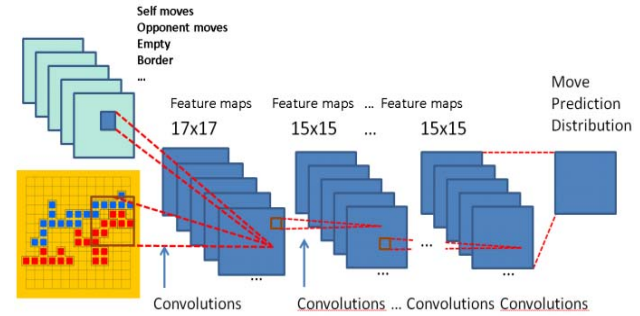 Self moves
Opponent moves
Empty
Border
...
Feature maps
17x17
Feature maps ... Feature maps
15x15 ... 15x15
Move
Prediction
Distribution
...
...
...
...
Convolutions
Convolutions ... Convolutions Convolutions